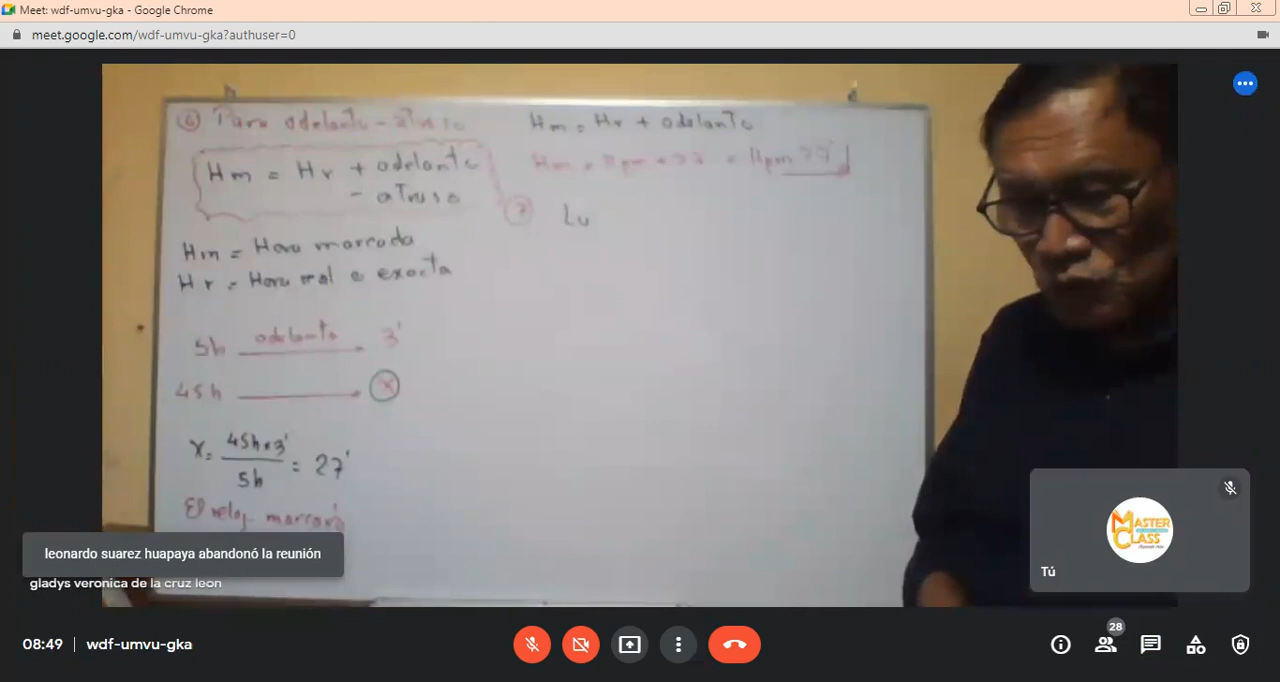 Meet: wdf-umvu-gka - Google Chrome
meet.google.com/wdf-umvu-gka?authuser=0
⑥ Para adelanto - atraso
Hm = Hr + adelanto
- atraso
Hm = Hora marcada
Hr = Hora real o exacta
5h adelanto 3'
45h x
x = 45h × 3' / 5h = 27'
El reloj marcará
Hm = Hr + adelanto
Hm = 11pm + 27' = 11pm 27'
⑦ Lu
MASTER
CLASS
Tú
leonardo suarez huapaya abandonó la reunión
gladys veronica de la cruz leon
28
08:49 | wdf-umvu-gka